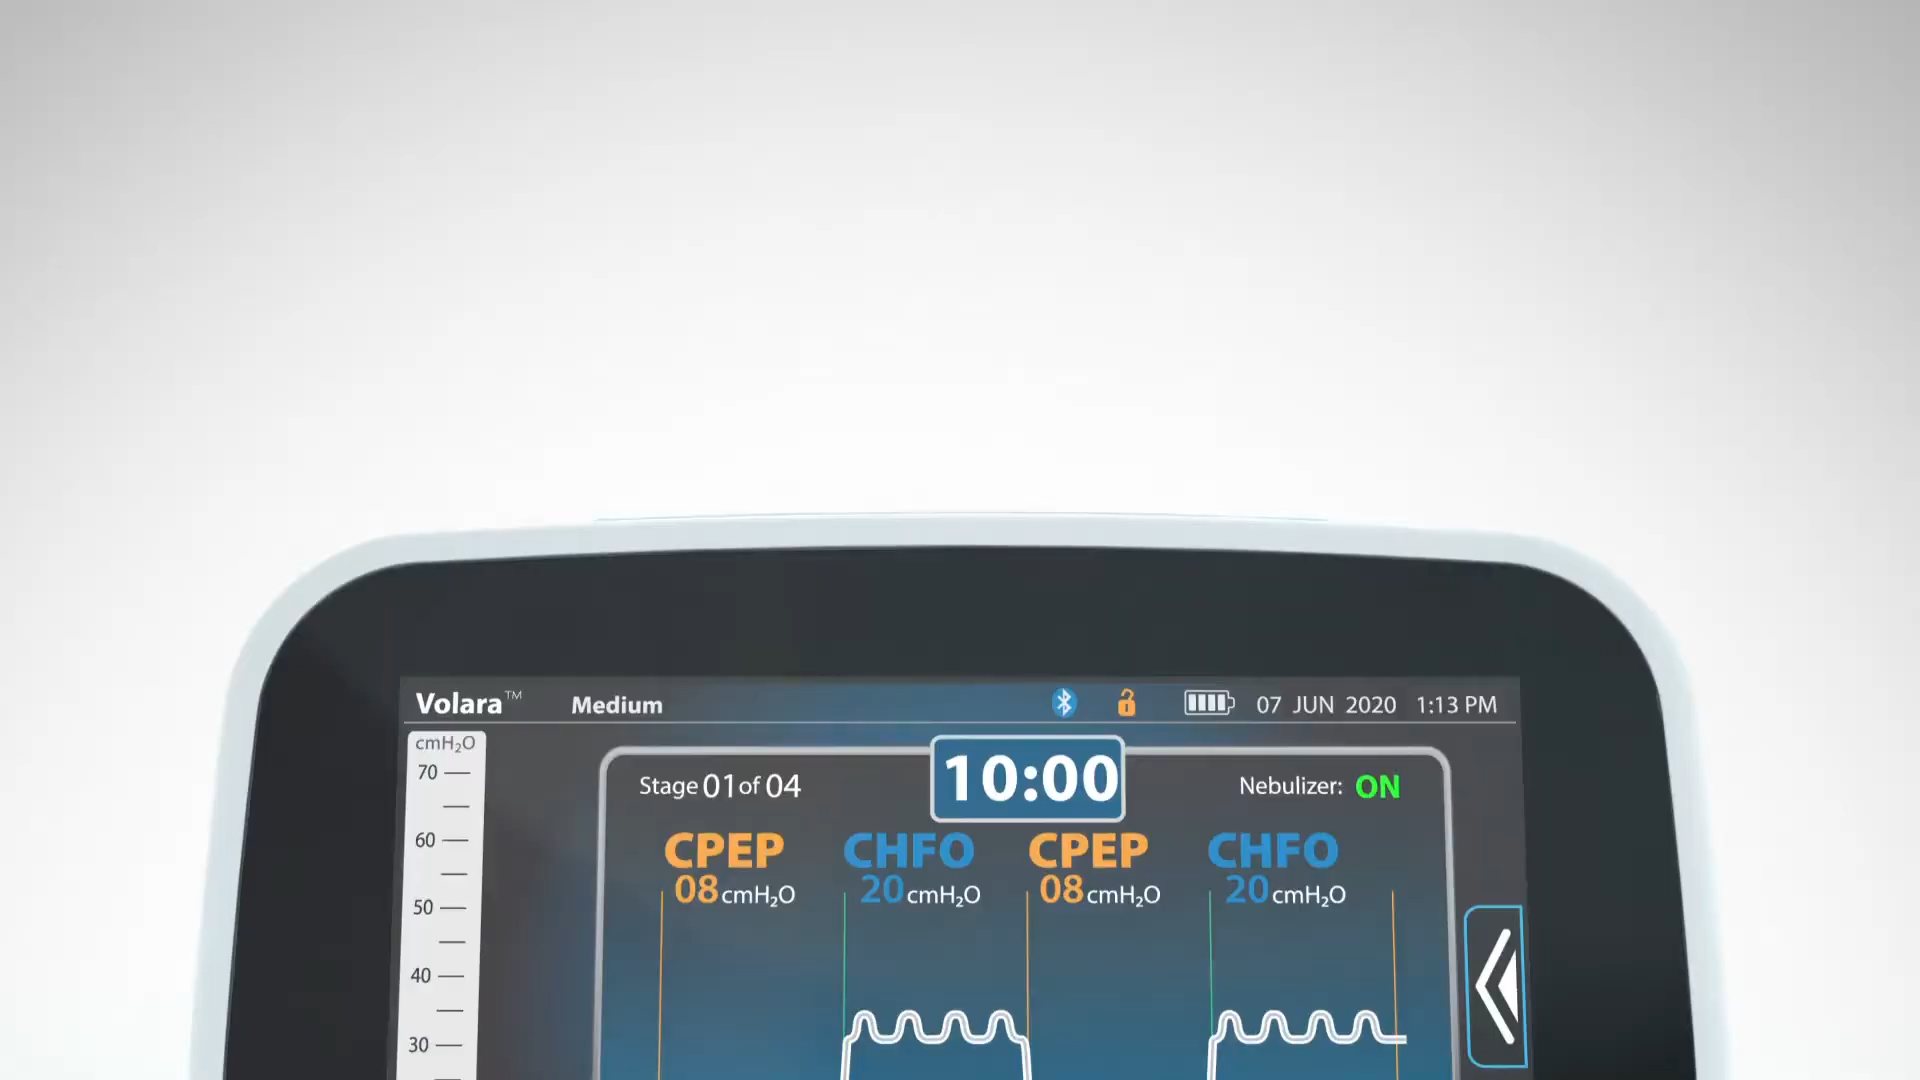 Volara™ Medium 07 JUN 2020 1:13 PM
cmH₂O
70
60
50
40
30
Stage 01 of 04
10:00
Nebulizer: ON
CPEP CHFO CPEP CHFO
08 cmH₂O 20 cmH₂O 08 cmH₂O 20 cmH₂O